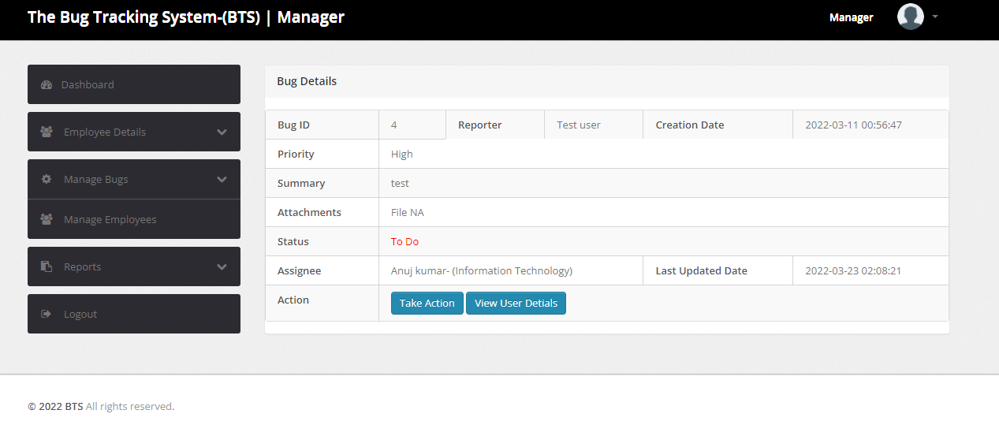 The Bug Tracking System-(BTS) | Manager
Manager
Dashboard
Employee Details
Manage Bugs
Manage Employees
Reports
Logout
Bug Details
Bug ID 4 Reporter Test user Creation Date 2022-03-11 00:56:47
Priority High
Summary test
Attachments File NA
Status To Do
Assignee Anuj kumar- (Information Technology) Last Updated Date 2022-03-23 02:08:21
Action Take Action View User Detials
© 2022 BTS All rights reserved.